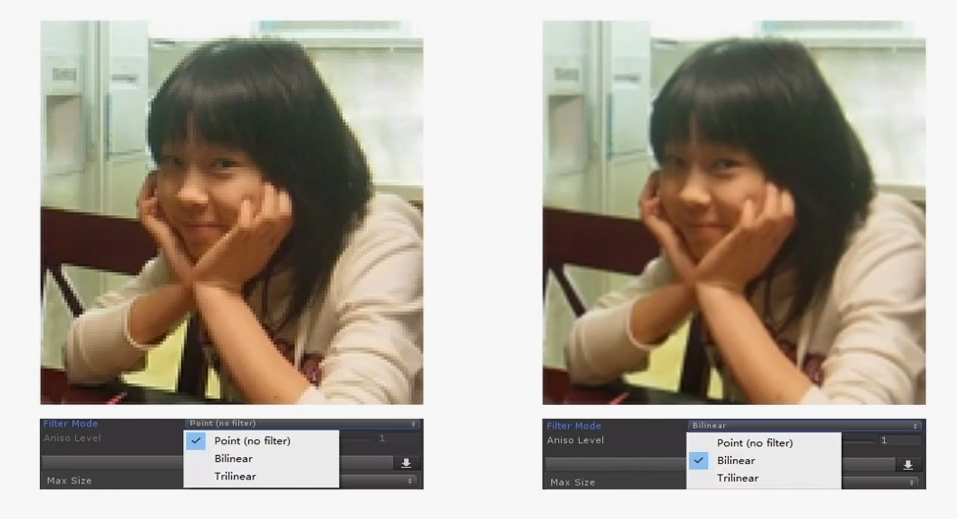 Filter Mode
Point (no filter)
Aniso Level
1
Point (no filter)
Bilinear
Trilinear
Max Size
Filter Mode
Bilinear
Aniso Level
1
Point (no filter)
Bilinear
Trilinear
Max Size